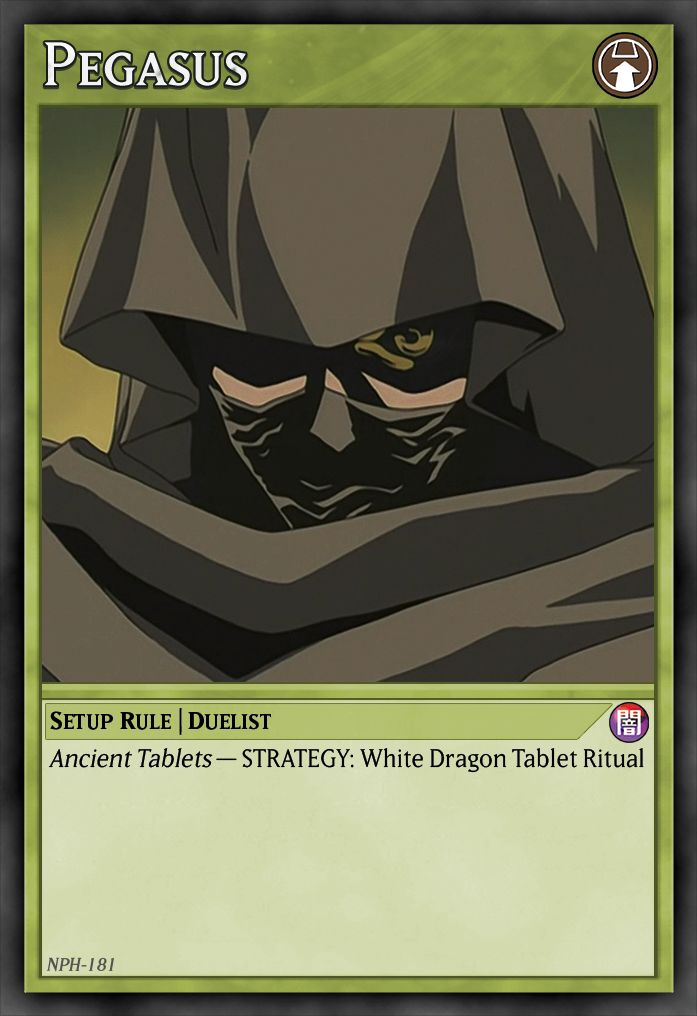 Pegasus
Setup Rule | Duelist
闇
Ancient Tablets — STRATEGY: White Dragon Tablet Ritual
NPH-181